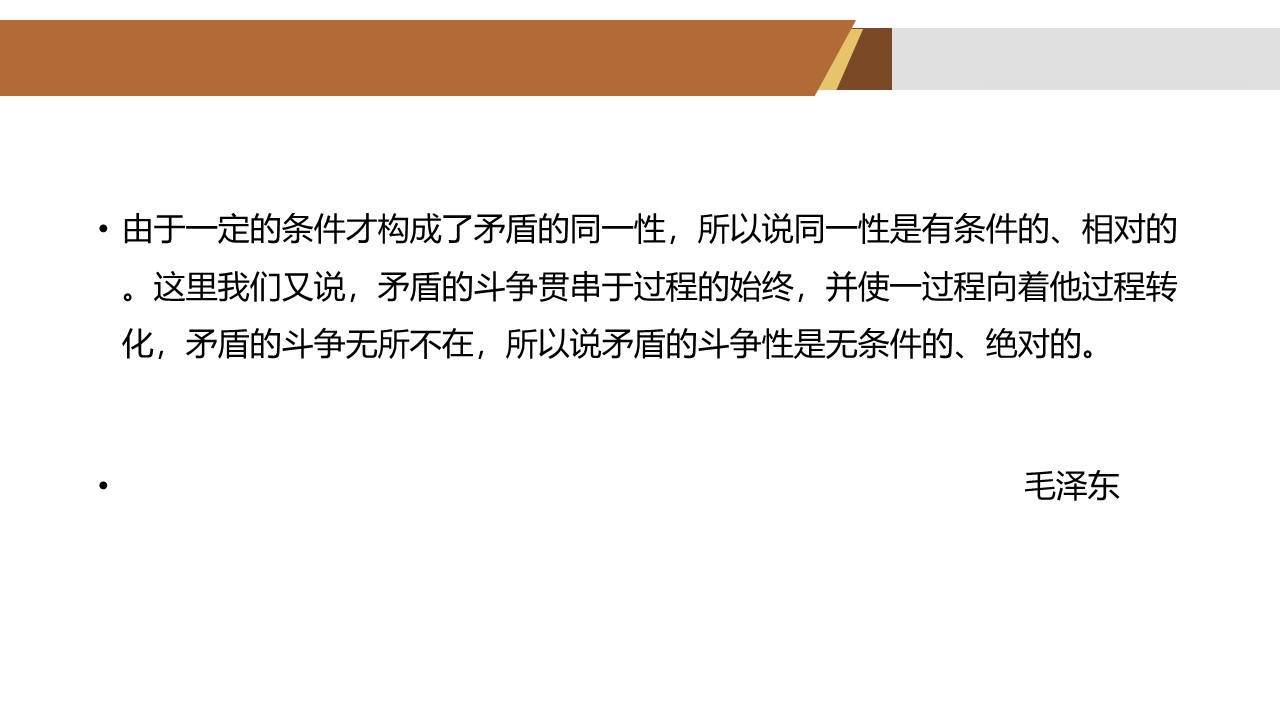 • 由于一定的条件才构成了矛盾的同一性，所以说同一性是有条件的、相对的
。这里我们又说，矛盾的斗争贯串于过程的始终，并使一过程向着他过程转
化，矛盾的斗争无所不在，所以说矛盾的斗争性是无条件的、绝对的。
• 毛泽东